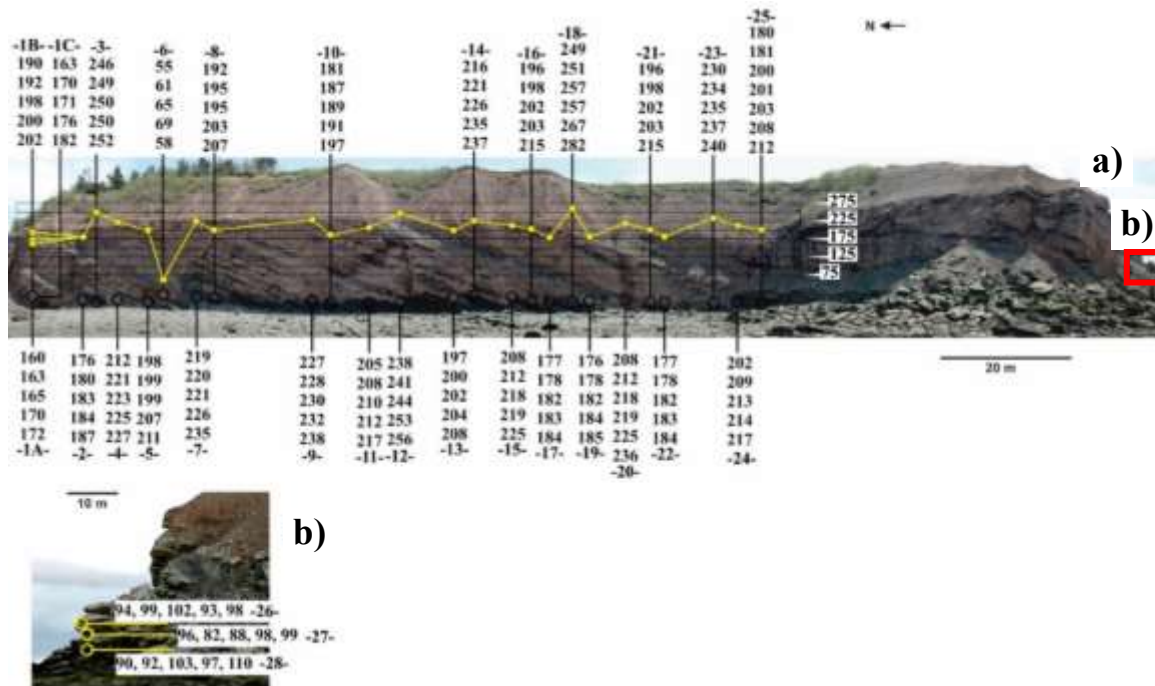 -1B- -1C- -3- -6- -8- -10- -14- -16- -18- -21- -23- -25-
190 163 246 55 192 181 216 196 249 196 230 180
192 170 249 61 195 187 221 198 251 198 234 181
198 171 250 65 195 189 226 202 257 202 235 200
200 176 250 69 203 191 235 203 257 203 237 201
202 182 252 58 207 197 237 215 267 215 240 203
282 208
212
N
a)
b)
275
225
175
125
75
20 m
160 176 212 198 219 227 205 238 197 208 177 176 208 177 202
163 180 221 199 220 228 208 241 200 212 178 178 212 178 209
165 183 223 199 221 230 210 244 202 218 182 182 218 182 213
170 184 225 207 226 232 212 253 204 219 183 184 219 183 214
172 187 227 211 235 238 217 256 208 225 184 185 225 184 217
-1A- -2- -4- -5- -7- -9- -11- -12- -13- -15- -17- -19- 236 -22- -24-
-20-
10 m
b)
94, 99, 102, 93, 98 -26-
96, 82, 88, 98, 99 -27-
90, 92, 103, 97, 110 -28-